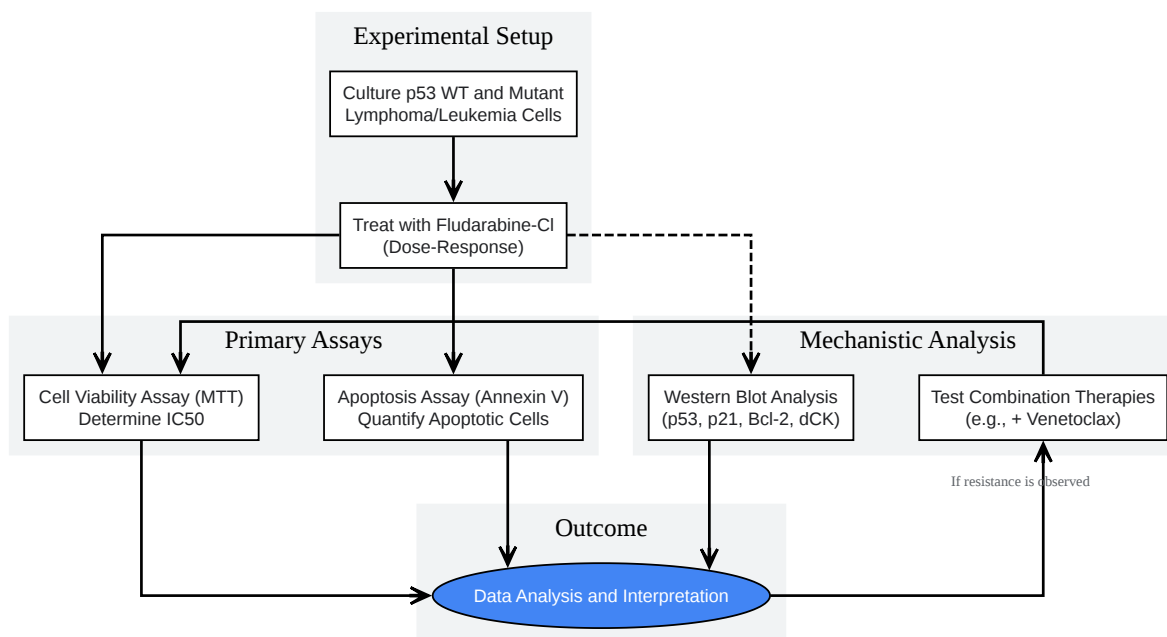 Experimental Setup
Culture p53 WT and Mutant
Lymphoma/Leukemia Cells
Treat with Fludarabine-Cl
(Dose-Response)
Primary Assays
Mechanistic Analysis
Cell Viability Assay (MTT)
Determine IC50
Apoptosis Assay (Annexin V)
Quantify Apoptotic Cells
Western Blot Analysis
(p53, p21, Bcl-2, dCK)
Test Combination Therapies
(e.g., + Venetoclax)
If resistance is observed
Outcome
Data Analysis and Interpretation